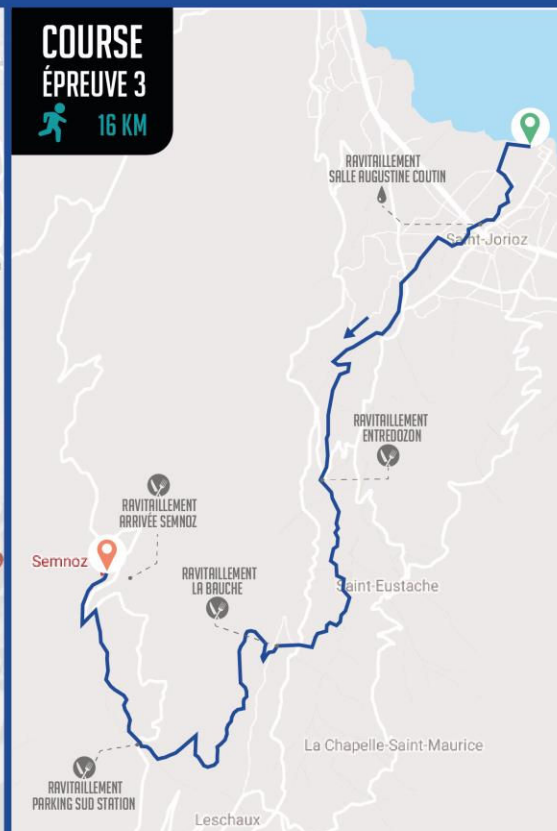 COURSE
ÉPREUVE 3
16 KM
RAVITAILLEMENT
SALLE AUGUSTINE COUTIN
Saint-Jorioz
RAVITAILLEMENT
ENTREDOZON
RAVITAILLEMENT
ARRIVÉE SEMNOZ
Semnoz
RAVITAILLEMENT
LA BAUCHE
Saint-Eustache
La Chapelle-Saint-Maurice
RAVITAILLEMENT
PARKING SUD STATION
Leschaux